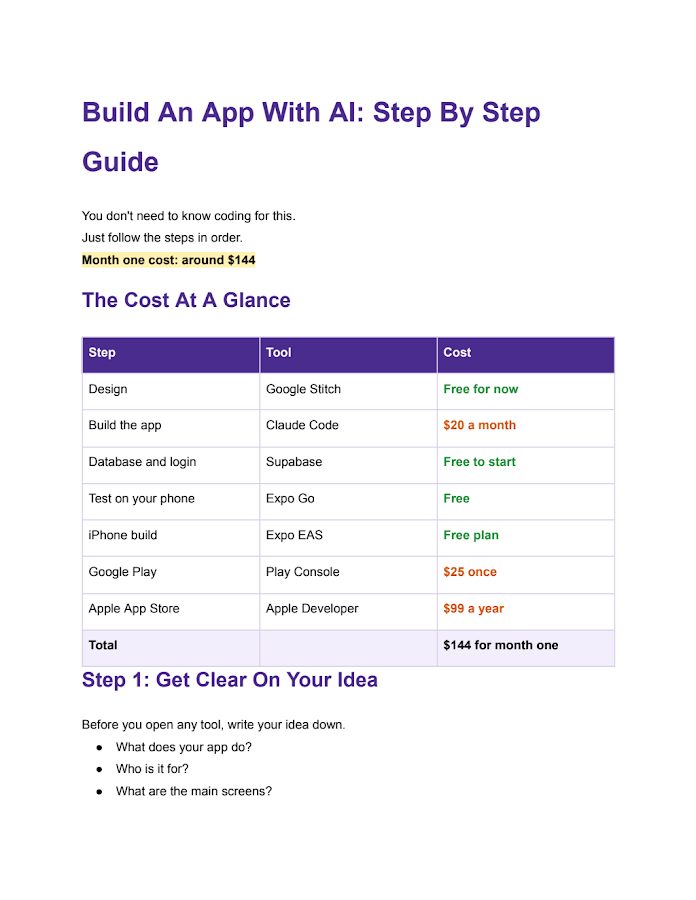 Build An App With AI: Step By Step
Guide
You don't need to know coding for this.
Just follow the steps in order.
Month one cost: around $144
The Cost At A Glance
Step Tool Cost
Design Google Stitch Free for now
Build the app Claude Code $20 a month
Database and login Supabase Free to start
Test on your phone Expo Go Free
iPhone build Expo EAS Free plan
Google Play Play Console $25 once
Apple App Store Apple Developer $99 a year
Total $144 for month one
Step 1: Get Clear On Your Idea
Before you open any tool, write your idea down.
● What does your app do?
● Who is it for?
● What are the main screens?